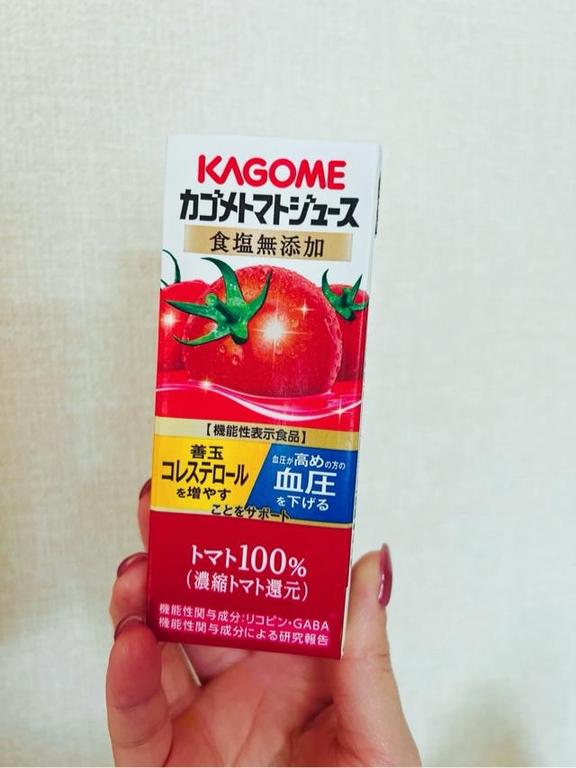 KAGOME
カゴメトマトジュース
食塩無添加
【機能性表示食品】
善玉
コレステロール
を増やす
血圧が高めの方の
血圧
を下げる
ことをサポート
トマト100%
(濃縮トマト還元)
機能性関与成分:リコピン・GABA
機能性関与成分による研究報告